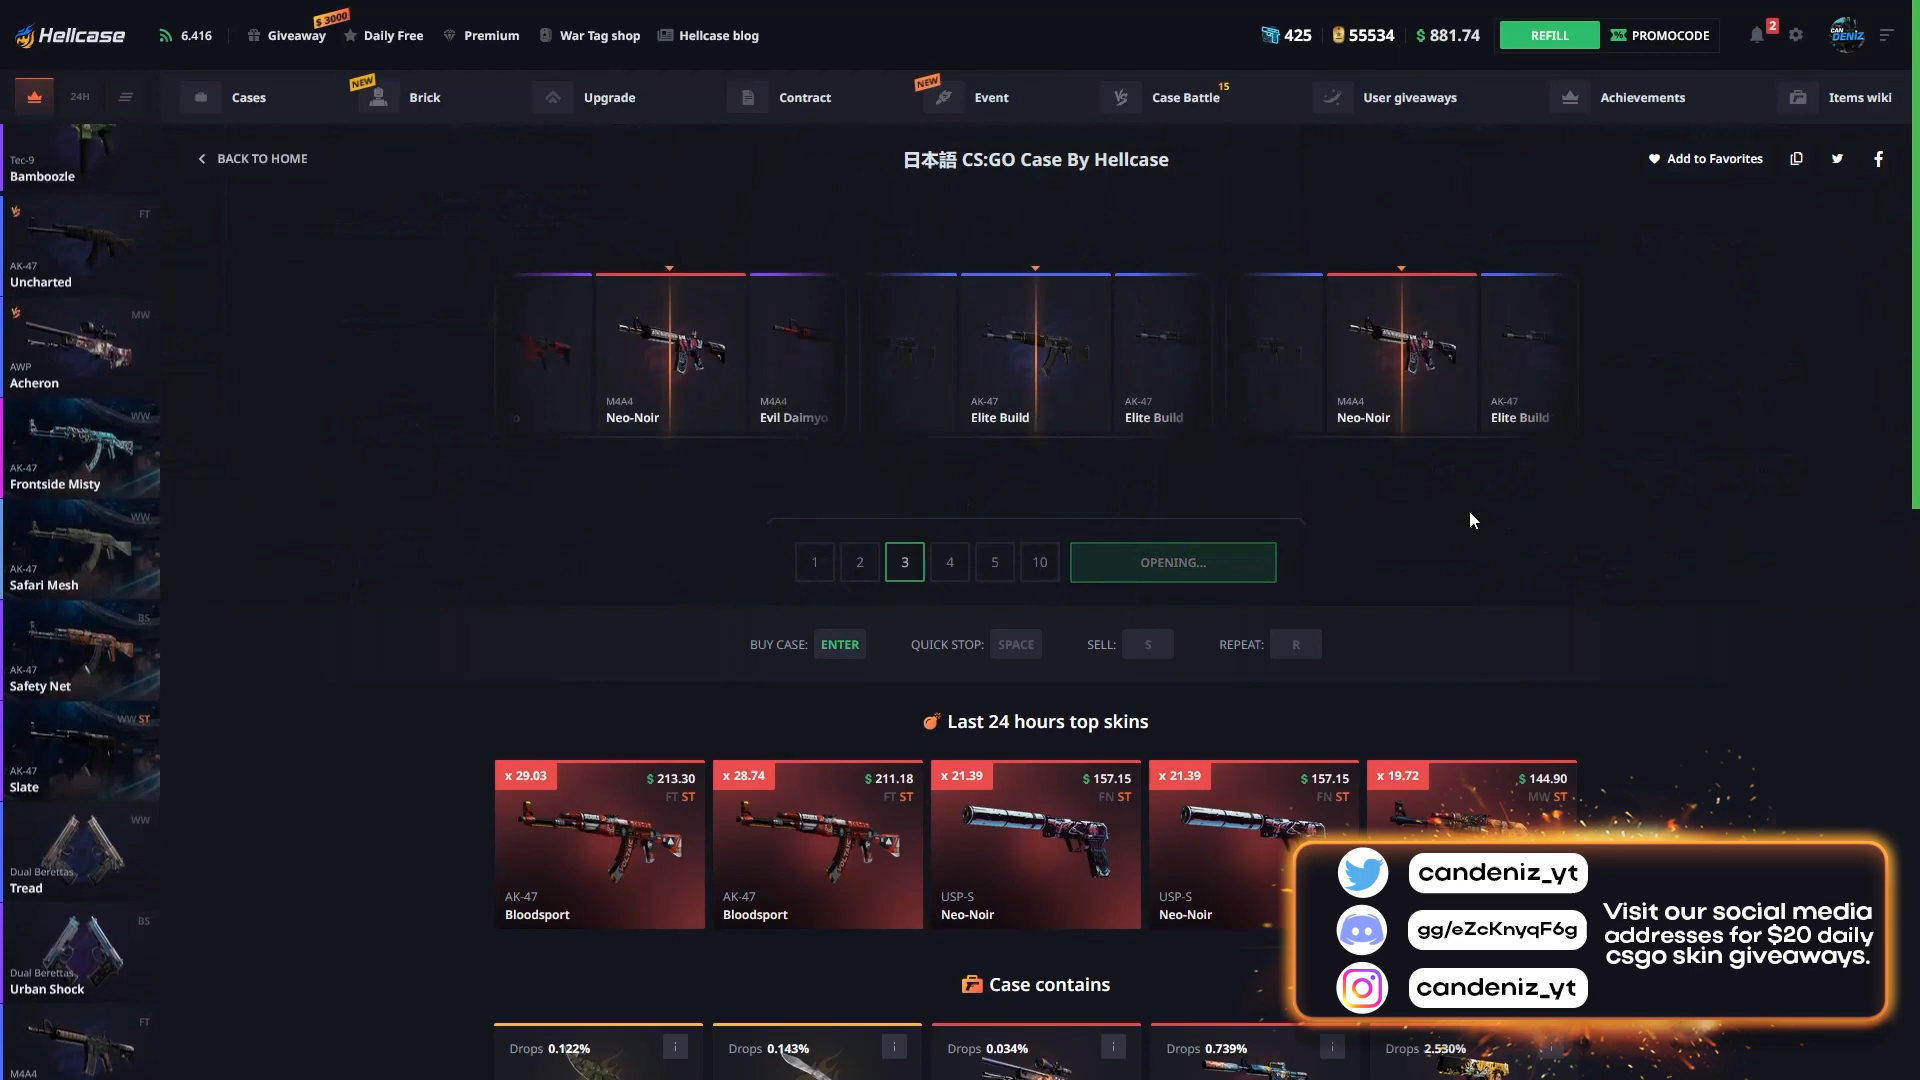 Hellcase
6.416
Giveaway
$ 3000
Daily Free
Premium
War Tag shop
Hellcase blog
425
55534
$ 881.74
REFILL
PROMOCODE
2
CAN DENIZ
24H
Cases
NEW
Brick
Upgrade
Contract
NEW
Event
Case Battle
15
User giveaways
Achievements
Items wiki
BACK TO HOME
日本語 CS:GO Case By Hellcase
Add to Favorites
Tec-9
Bamboozle
FT
AK-47
Uncharted
MW
AWP
Acheron
WW
AK-47
Frontside Misty
WW
AK-47
Safari Mesh
BS
AK-47
Safety Net
WW ST
AK-47
Slate
WW
Dual Berettas
Tread
BS
Dual Berettas
Urban Shock
FT
M4A4
o
M4A4
Neo-Noir
M4A4
Evil Daimyo
AK-47
Elite Build
AK-47
Elite Build
M4A4
Neo-Noir
AK-47
Elite Build
1
2
3
4
5
10
OPENING...
BUY CASE: ENTER
QUICK STOP: SPACE
SELL: S
REPEAT: R
Last 24 hours top skins
x 29.03
$ 213.30
FT ST
AK-47
Bloodsport
x 28.74
$ 211.18
FT ST
AK-47
Bloodsport
x 21.39
$ 157.15
FN ST
USP-S
Neo-Noir
x 21.39
$ 157.15
FN ST
USP-S
Neo-Noir
x 19.72
$ 144.90
MW ST
candeniz_yt
gg/eZcKnyqF6g
candeniz_yt
Visit our social media
addresses for $20 daily
csgo skin giveaways.
Case contains
Drops 0.122%
Drops 0.143%
Drops 0.034%
Drops 0.739%
Drops 2.530%